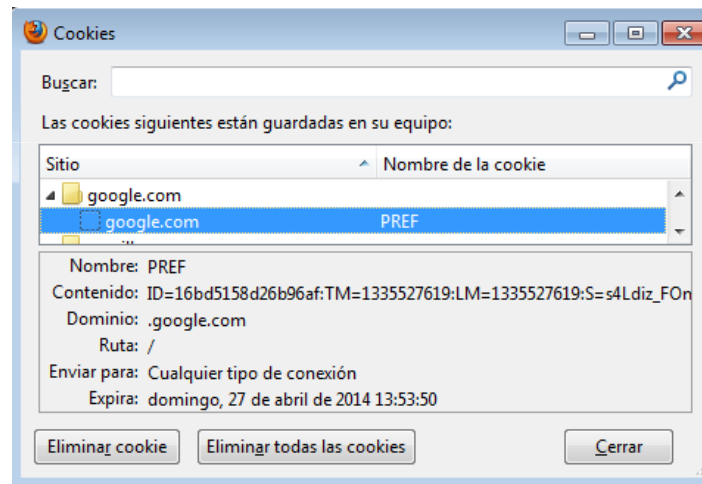 Cookies
Buscar:
Las cookies siguientes están guardadas en su equipo:
Sitio Nombre de la cookie
google.com
google.com PREF
Nombre: PREF
Contenido: ID=16bd5158d26b96af:TM=1335527619:LM=1335527619:S=s4Ldiz_FOn
Dominio: .google.com
Ruta: /
Enviar para: Cualquier tipo de conexión
Expira: domingo, 27 de abril de 2014 13:53:50
Eliminar cookie Eliminar todas las cookies Cerrar